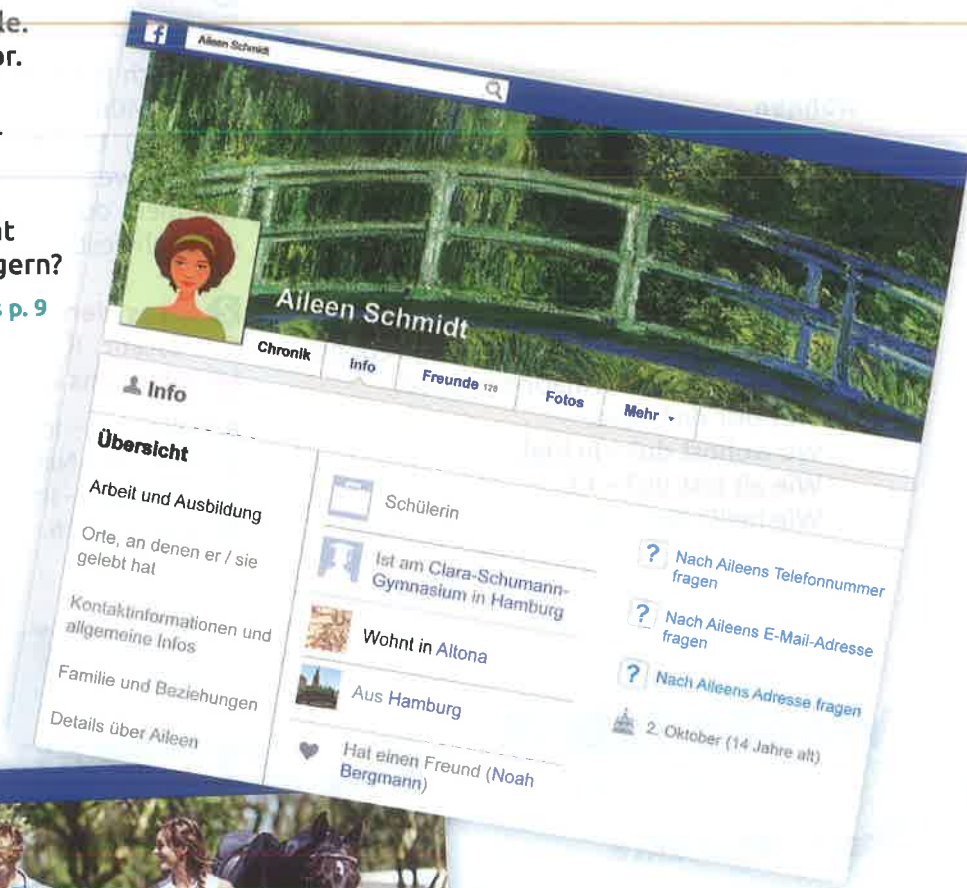 le.
or.
at
gern?
s p. 9
f
Aileen Schmidt
Aileen Schmidt
Chronik
Info
Freunde 128
Fotos
Mehr
Info
Übersicht
Arbeit und Ausbildung
Orte, an denen er / sie
gelebt hat
Kontaktinformationen und
allgemeine Infos
Familie und Beziehungen
Details über Aileen
Schülerin
Ist am Clara-Schumann-
Gymnasium in Hamburg
Wohnt in Altona
Aus Hamburg
Hat einen Freund (Noah
Bergmann)
? Nach Aileens Telefonnummer
fragen
? Nach Aileens E-Mail-Adresse
fragen
? Nach Aileens Adresse fragen
2. Oktober (14 Jahre alt)